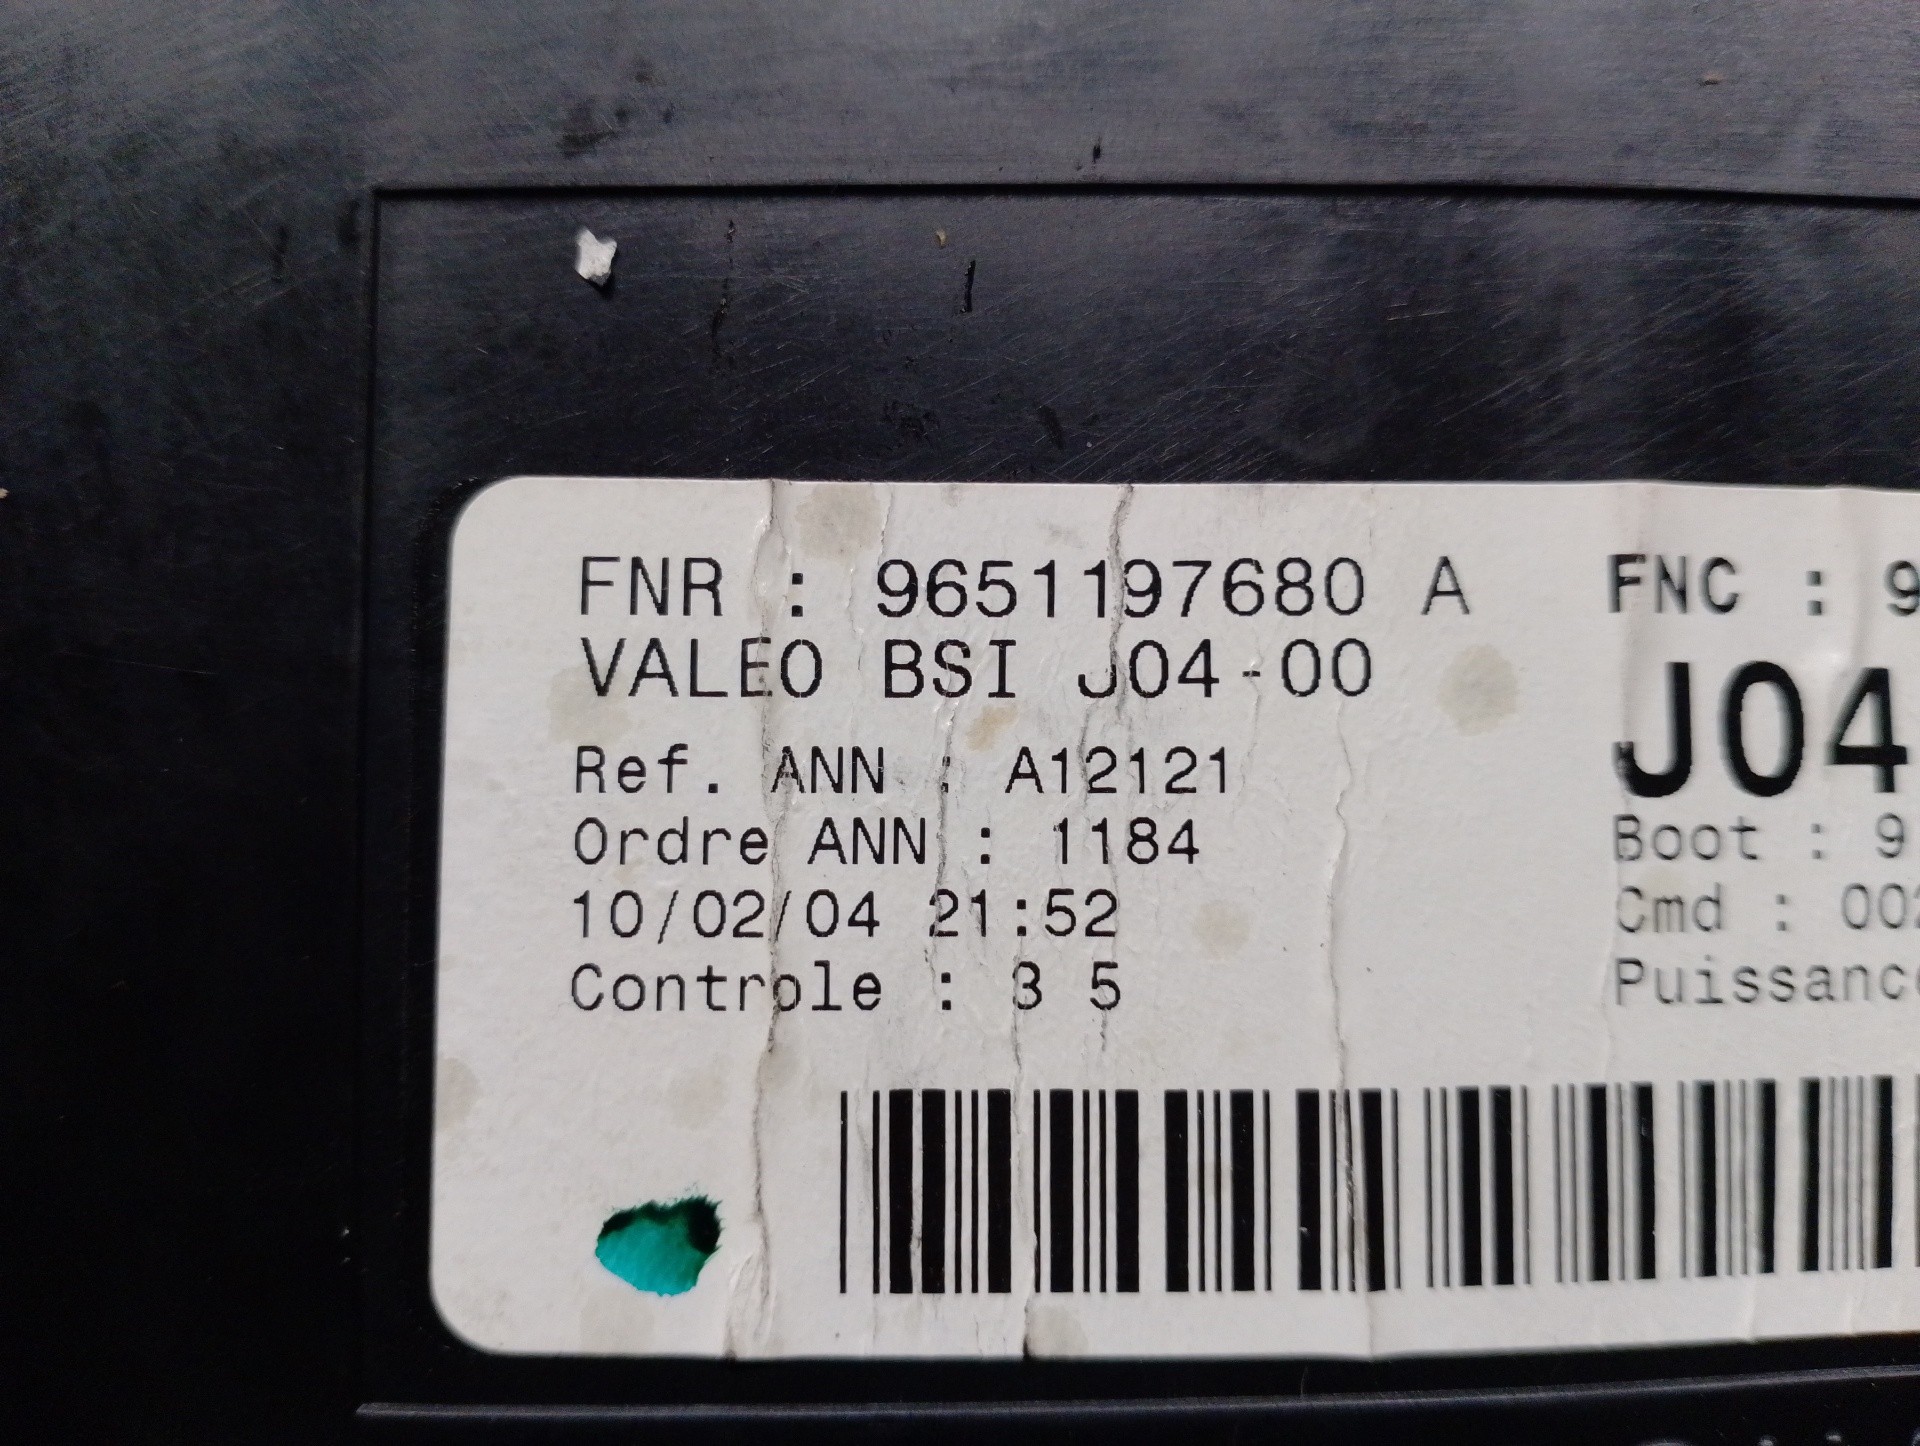 FNR : 9651197680 A
VALEO BSI J04-00
Ref. ANN : A12121
Ordre ANN : 1184
10/02/04 21:52
Controle : 3 5
FNC : 9
J04
Boot : 9
Cmd : 002
Puissance